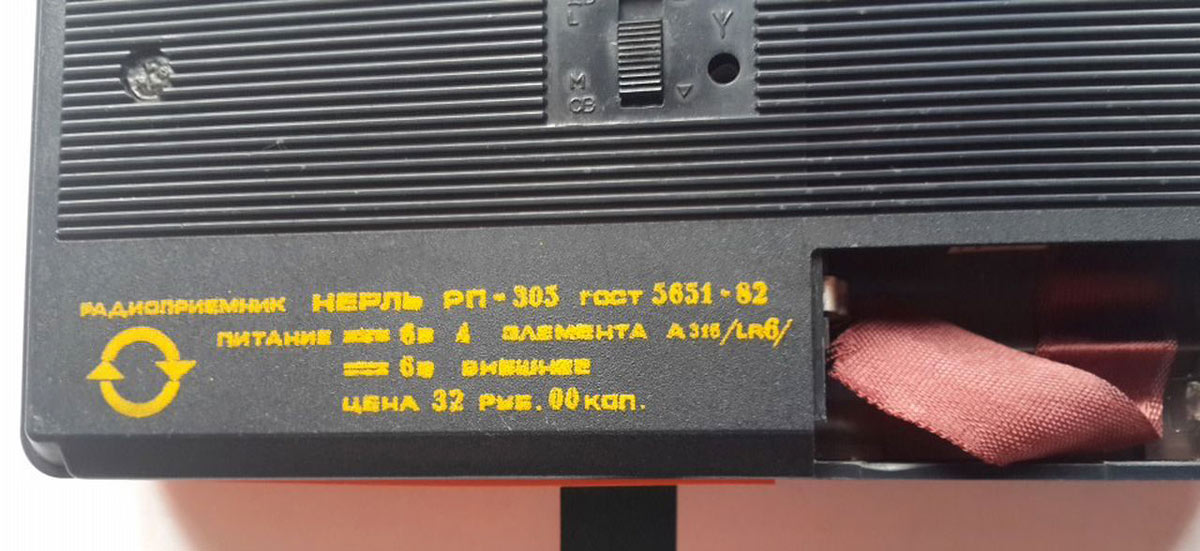 L
M
СВ
РАДИОПРИЕМНИК НЕРЛЬ РП-305 ГОСТ 5651-82
ПИТАНИЕ 6В 4 ЭЛЕМЕНТА А316/LR6/
6В ВНЕШНЕЕ
ЦЕНА 32 РУБ. 00 КОП.